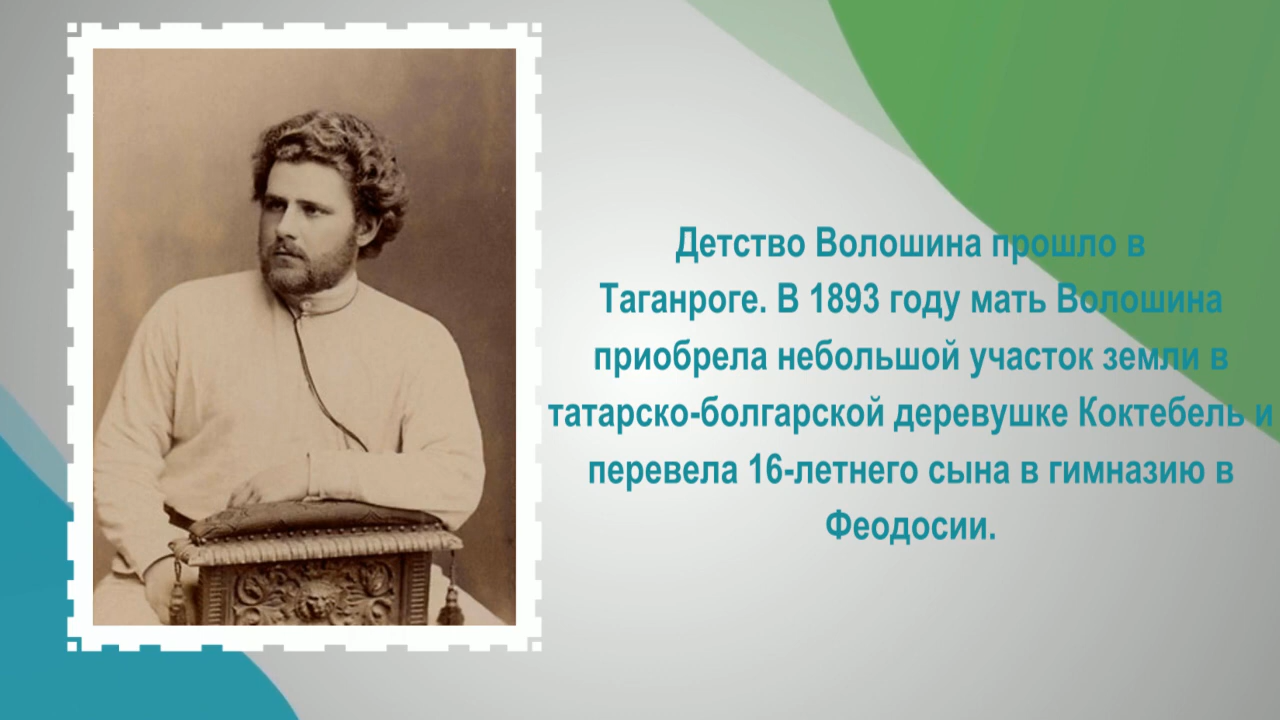 Детство Волошина прошло в
Таганроге. В 1893 году мать Волошина
приобрела небольшой участок земли в
татарско-болгарской деревушке Коктебель и
перевела 16-летнего сына в гимназию в
Феодосии.